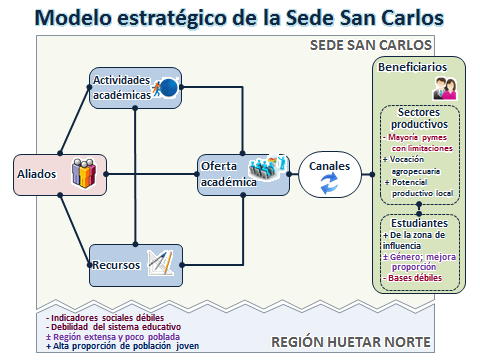 Modelo estratégico de la Sede San Carlos
SEDE SAN CARLOS
Actividades
académicas
Aliados
Oferta
académica
Recursos
Canales
Beneficiarios
Sectores
productivos
- Mayoría pymes
con limitaciones
+ Vocación
agropecuaria
+ Potencial
productivo local
Estudiantes
+ De la zona de
influencia
± Género; mejora
proporción
- Bases débiles
- Indicadores sociales débiles
- Debilidad del sistema educativo
± Región extensa y poco poblada
+ Alta proporción de población joven
REGIÓN HUETAR NORTE